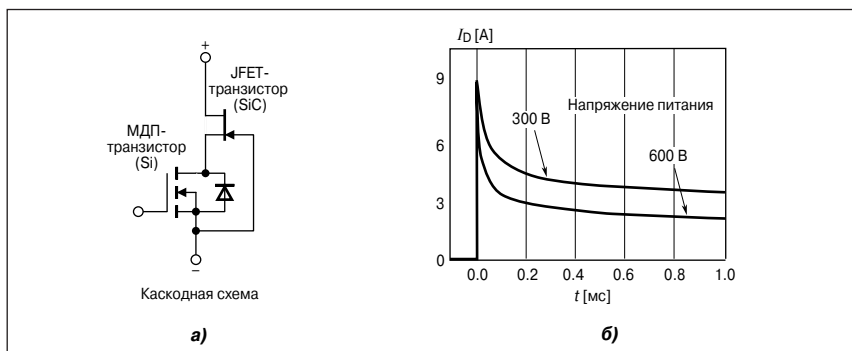 +
JFET-
транзистор
(SiC)
МДП-
транзистор
(Si)
–
Каскодная схема
а)
I_D [А]
9
6
3
0
Напряжение питания
300 В
600 В
0.0 0.2 0.4 0.6 0.8 1.0
t [мс]
б)